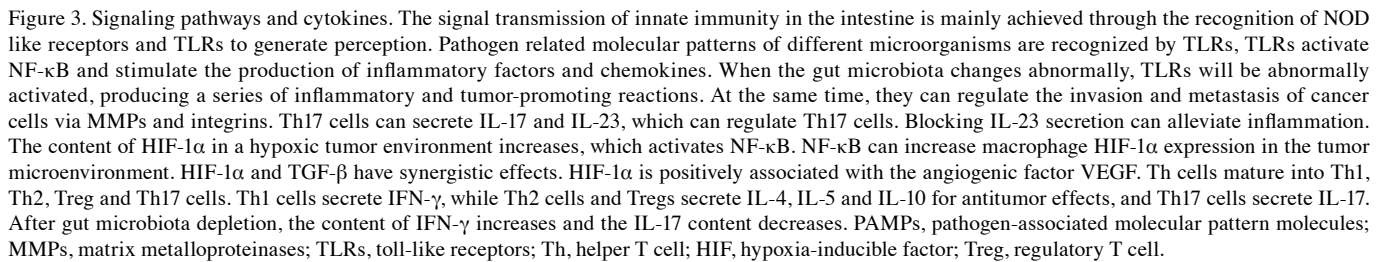 Figure 3. Signaling pathways and cytokines. The signal transmission of innate immunity in the intestine is mainly achieved through the recognition of NOD
like receptors and TLRs to generate perception. Pathogen related molecular patterns of different microorganisms are recognized by TLRs, TLRs activate
NF-κB and stimulate the production of inflammatory factors and chemokines. When the gut microbiota changes abnormally, TLRs will be abnormally
activated, producing a series of inflammatory and tumor-promoting reactions. At the same time, they can regulate the invasion and metastasis of cancer
cells via MMPs and integrins. Th17 cells can secrete IL-17 and IL-23, which can regulate Th17 cells. Blocking IL-23 secretion can alleviate inflammation.
The content of HIF-1α in a hypoxic tumor environment increases, which activates NF-κB. NF-κB can increase macrophage HIF-1α expression in the tumor
microenvironment. HIF-1α and TGF-β have synergistic effects. HIF-1α is positively associated with the angiogenic factor VEGF. Th cells mature into Th1,
Th2, Treg and Th17 cells. Th1 cells secrete IFN-γ, while Th2 cells and Tregs secrete IL-4, IL-5 and IL-10 for antitumor effects, and Th17 cells secrete IL-17.
After gut microbiota depletion, the content of IFN-γ increases and the IL-17 content decreases. PAMPs, pathogen-associated molecular pattern molecules;
MMPs, matrix metalloproteinases; TLRs, toll-like receptors; Th, helper T cell; HIF, hypoxia-inducible factor; Treg, regulatory T cell.